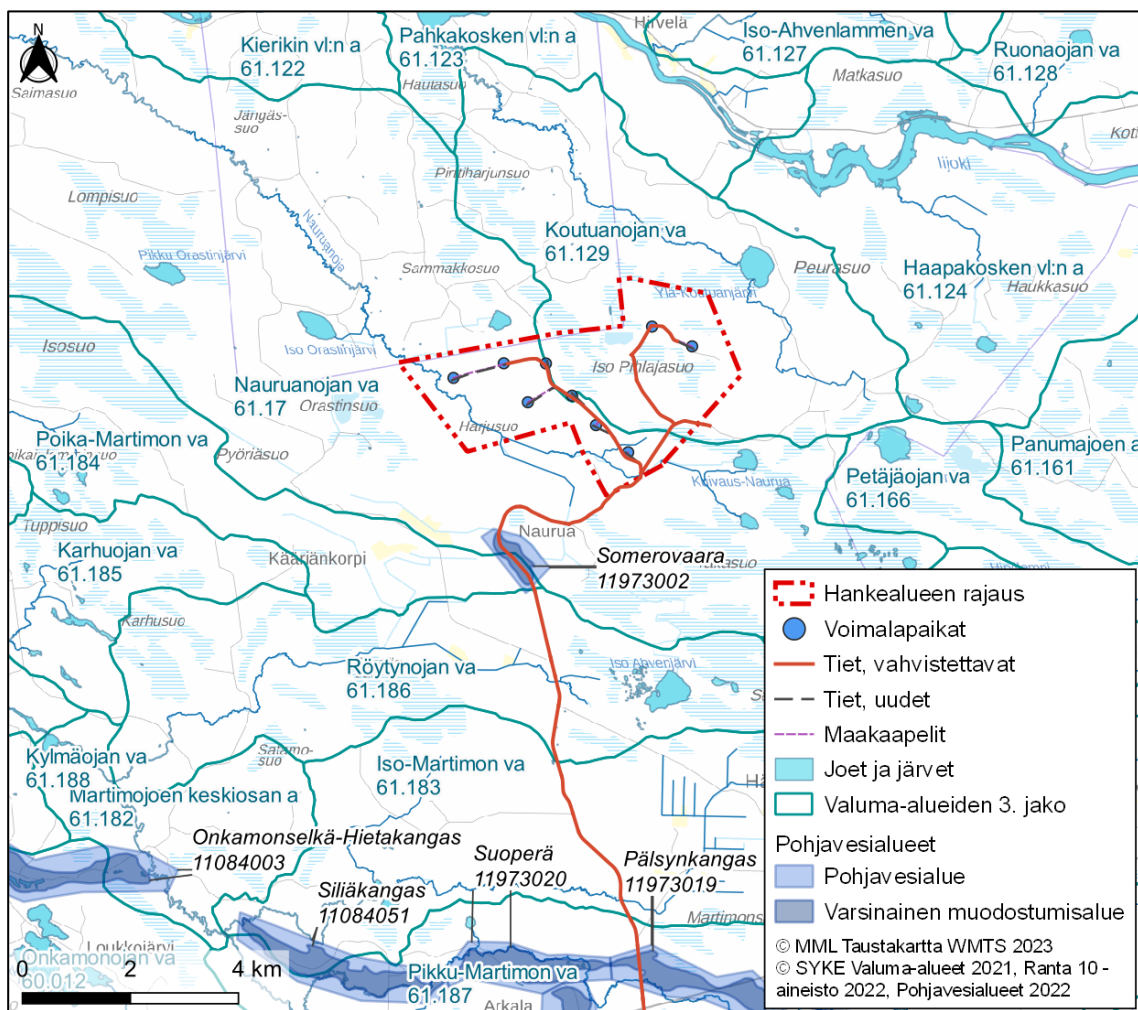 N
Kierikin vl:n a
61.122
Pahkakosken vl:n a
61.123
Hirvelä
Iso-Ahvenlammen va
61.127
Ruonaojan va
61.128
Saimasuo
Hautasuo
Matkasuo
Jängäs-
suo
Iijoki
Pirttiharjunsuo
Lompisuo
Nauruanoja
Koutuanojan va
61.129
Pikku Orastinjärvi
Sammakkosuo
Peurasuo
Haapakosken vl:n a
61.124
Haukkasuo
Ylä-Koutuanjärvi
Isosuo
Iso Orastinjärvi
Iso Pihlajasuo
Nauruanojan va
61.17
Orastinsuo
Harjusuo
Poika-Martimon va
61.184
Pyöriäsuo
Panumajoen a
61.161
Petäjäojan va
61.166
Kuivaus-Naurua
Tuppisuo
Naurua
Karhuojan va
61.185
Kääriänkorpi
Somerovaara
11973002
Karhusuo
Röytynojan va
61.186
Iso Ahvenjärvi
Satamo-
suo
Kylmäojan va
61.188
Iso-Martimon va
61.183
Martimojoen keskiosan a
61.182
Onkamonselkä-Hietakangas
11084003
Siliäkangas
11084051
Suoperä
11973020
Pälsynkangas
11973019
Loukkojärvi
Onkamonojan va
60.012
Pikku-Martimon va
61.187
Arkala
0 2 4 km
Hankealueen rajaus
Voimalapaikat
Tiet, vahvistettavat
Tiet, uudet
Maakaapelit
Joet ja järvet
Valuma-alueiden 3. jako
Pohjavesialueet
Pohjavesialue
Varsinainen muodostumisalue
© MML Taustakartta WMTS 2023
© SYKE Valuma-alueet 2021, Ranta 10 -
aineisto 2022, Pohjavesialueet 2022